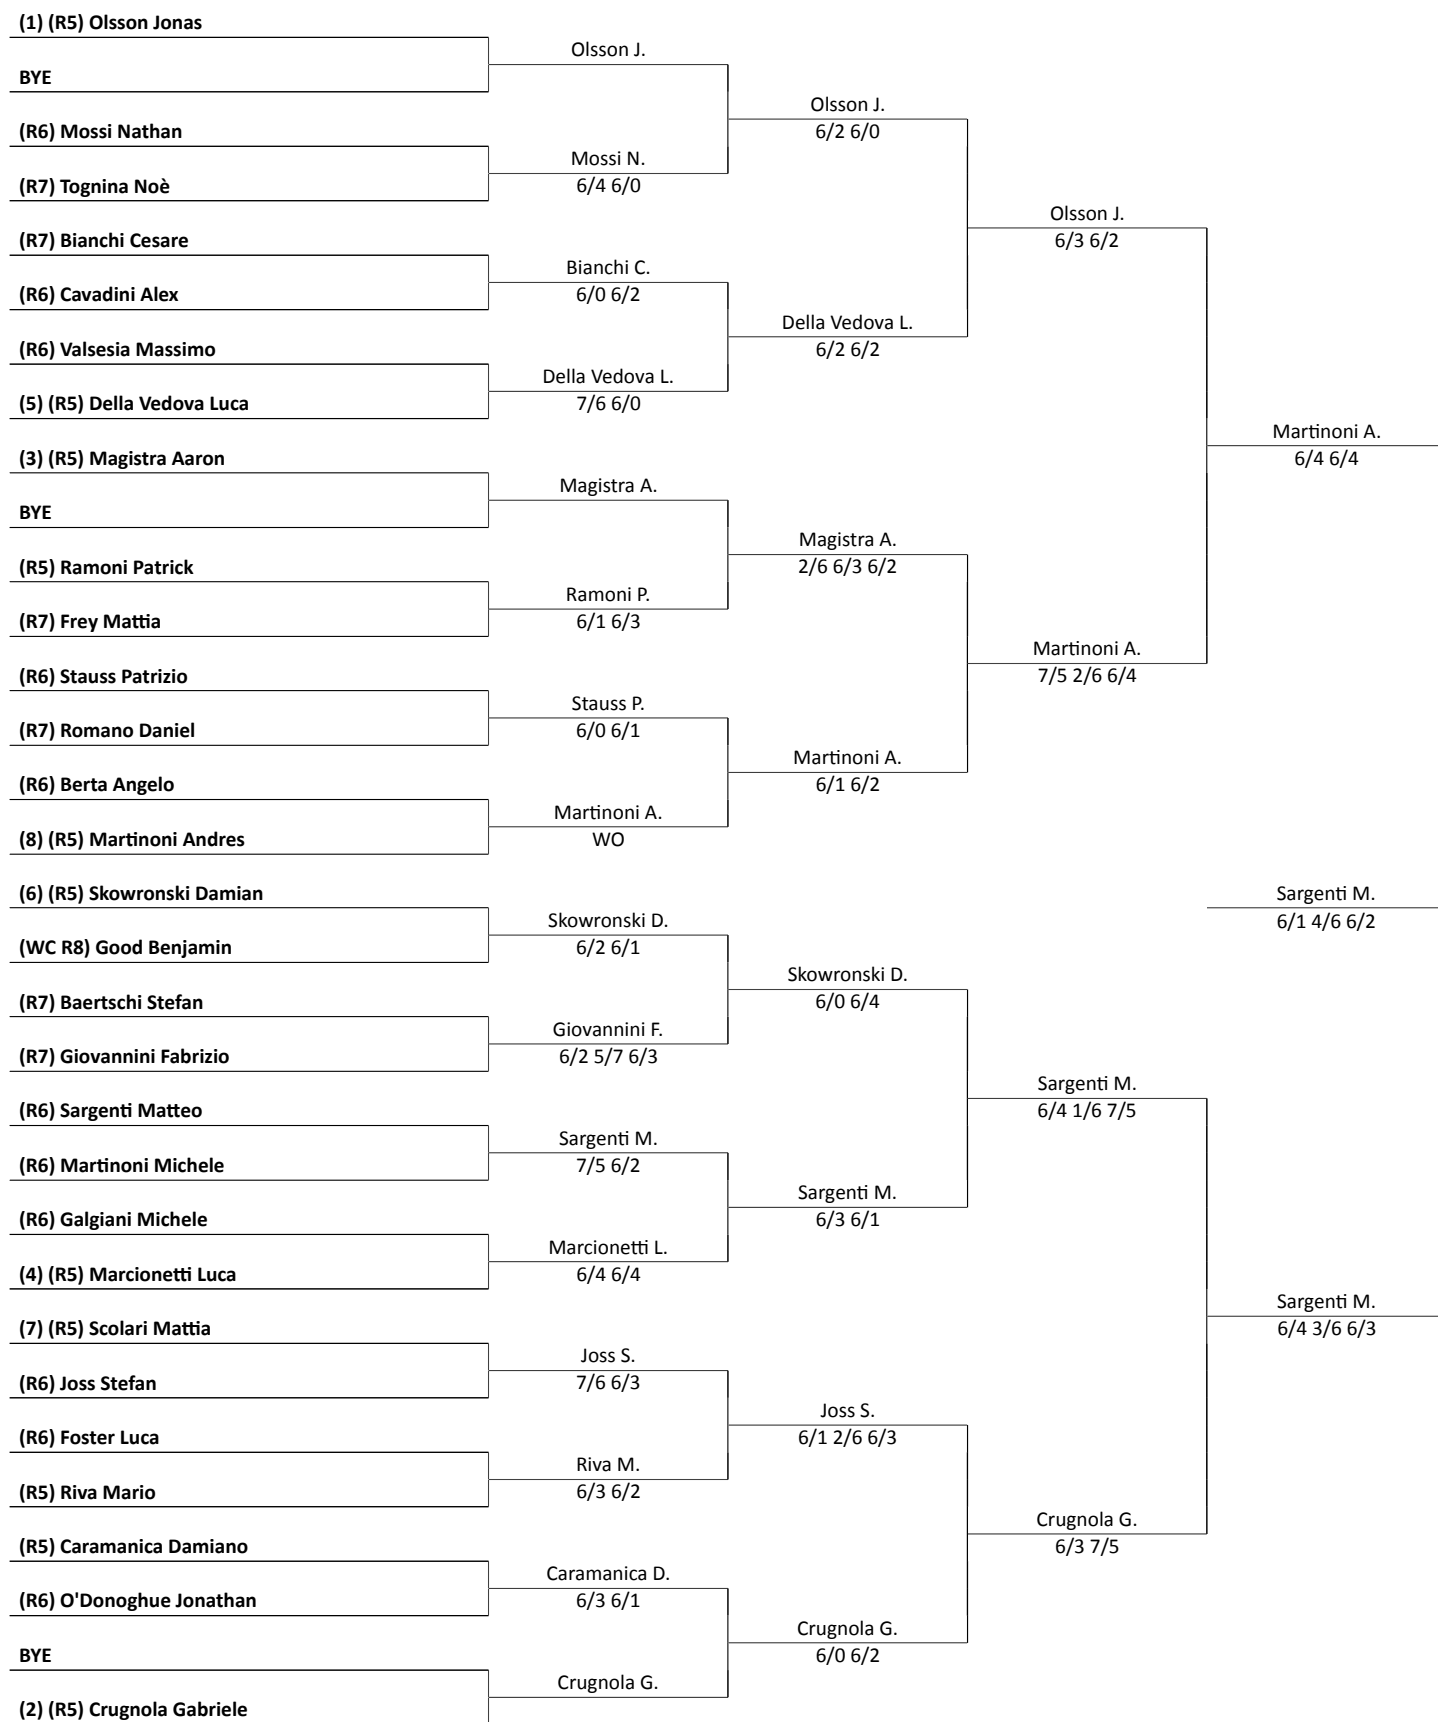 (1) (R5) Olsson Jonas
Olsson J.
BYE
Olsson J.
6/2 6/0
(R6) Mossi Nathan
Mossi N.
6/4 6/0
(R7) Tognina Noè
Olsson J.
6/3 6/2
(R7) Bianchi Cesare
Bianchi C.
6/0 6/2
(R6) Cavadini Alex
Della Vedova L.
6/2 6/2
(R6) Valsesia Massimo
Della Vedova L.
7/6 6/0
(5) (R5) Della Vedova Luca
Martinoni A.
6/4 6/4
(3) (R5) Magistra Aaron
Magistra A.
BYE
Magistra A.
2/6 6/3 6/2
(R5) Ramoni Patrick
Ramoni P.
6/1 6/3
(R7) Frey Mattia
Martinoni A.
7/5 2/6 6/4
(R6) Stauss Patrizio
Stauss P.
6/0 6/1
(R7) Romano Daniel
Martinoni A.
6/1 6/2
(R6) Berta Angelo
Martinoni A.
WO
(8) (R5) Martinoni Andres
(6) (R5) Skowronski Damian
Sargenti M.
6/1 4/6 6/2
Skowronski D.
6/2 6/1
(WC R8) Good Benjamin
Skowronski D.
6/0 6/4
(R7) Baertschi Stefan
Giovannini F.
6/2 5/7 6/3
(R7) Giovannini Fabrizio
Sargenti M.
6/4 1/6 7/5
(R6) Sargenti Matteo
Sargenti M.
7/5 6/2
(R6) Martinoni Michele
Sargenti M.
6/3 6/1
(R6) Galgiani Michele
Marcionetti L.
6/4 6/4
(4) (R5) Marcionetti Luca
Sargenti M.
6/4 3/6 6/3
(7) (R5) Scolari Mattia
Joss S.
7/6 6/3
(R6) Joss Stefan
Joss S.
6/1 2/6 6/3
(R6) Foster Luca
Riva M.
6/3 6/2
(R5) Riva Mario
Crugnola G.
6/3 7/5
(R5) Caramanica Damiano
Caramanica D.
6/3 6/1
(R6) O'Donoghue Jonathan
Crugnola G.
6/0 6/2
BYE
Crugnola G.
(2) (R5) Crugnola Gabriele